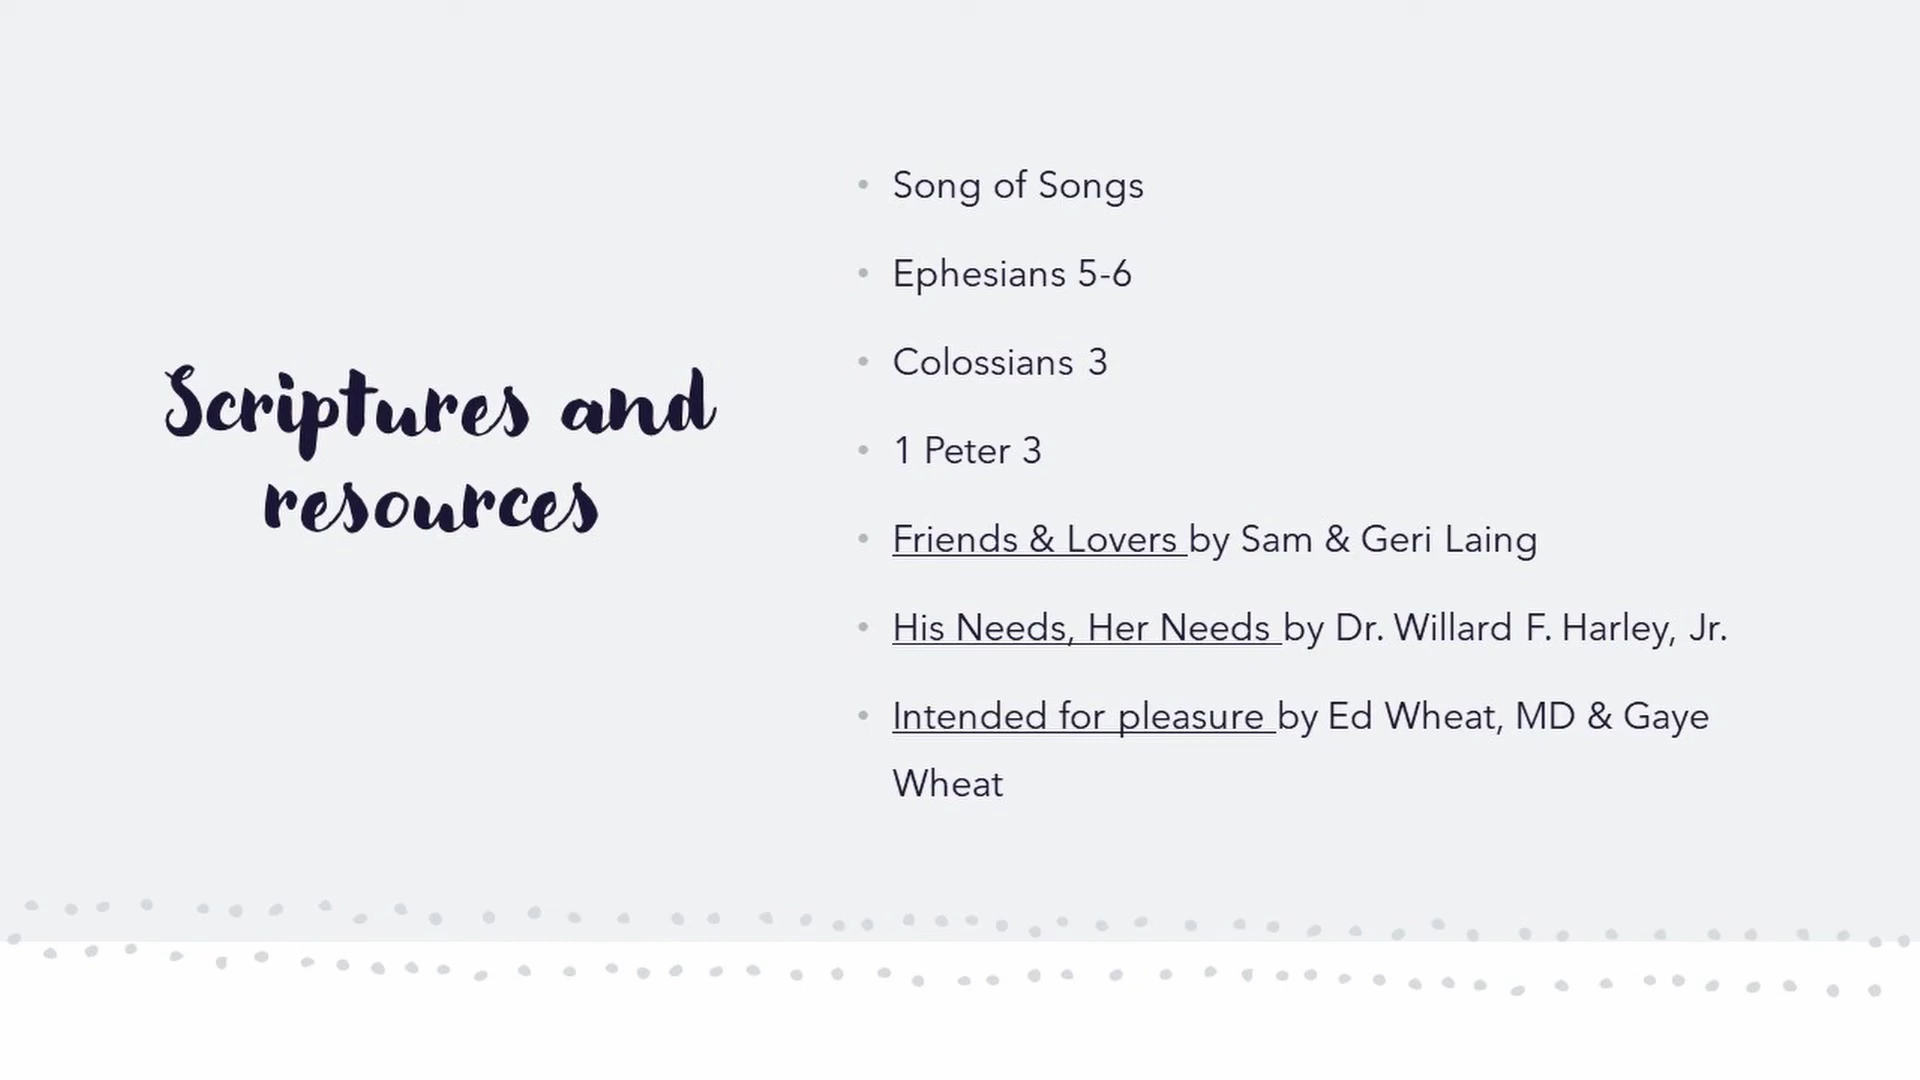 Scriptures and
resources
• Song of Songs
• Ephesians 5-6
• Colossians 3
• 1 Peter 3
• Friends & Lovers by Sam & Geri Laing
• His Needs, Her Needs by Dr. Willard F. Harley, Jr.
• Intended for pleasure by Ed Wheat, MD & Gaye
Wheat